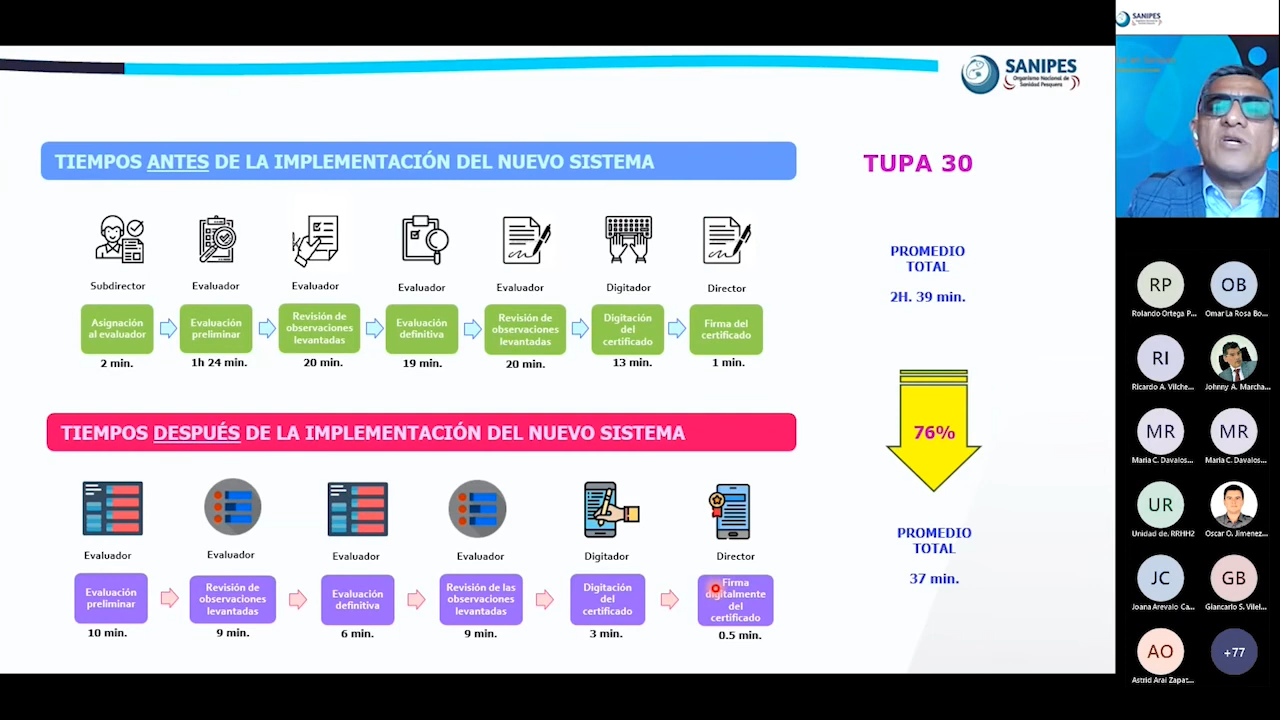 SANIPES
Organismo Nacional de
Sanidad Pesquera
TIEMPOS ANTES DE LA IMPLEMENTACIÓN DEL NUEVO SISTEMA
TUPA 30
Subdirector
Evaluador
Evaluador
Evaluador
Evaluador
Digitador
Director
Asignación
al evaluador
Evaluación
preliminar
Revisión de
observaciones
levantadas
Evaluación
definitiva
Revisión de
observaciones
levantadas
Digitación
del
certificado
Firma del
certificado
2 min.
1h 24 min.
20 min.
19 min.
20 min.
13 min.
1 min.
PROMEDIO
TOTAL
2H. 39 min.
76%
TIEMPOS DESPUÉS DE LA IMPLEMENTACIÓN DEL NUEVO SISTEMA
Evaluador
Evaluador
Evaluador
Evaluador
Digitador
Director
Evaluación
preliminar
Revisión de
observaciones
levantadas
Evaluación
definitiva
Revisión de las
observaciones
levantadas
Digitación
del
certificado
Firma
digitalmente
del
certificado
10 min.
9 min.
6 min.
9 min.
3 min.
0.5 min.
PROMEDIO
TOTAL
37 min.
SANIPES
RP
Rolando Ortega P...
OB
Omar La Rosa Bo...
RI
Ricardo A. Vilche...
Johnny A. Marcha...
MR
Maria C. Davalos...
MR
Maria C. Davalos...
UR
Unidad de. RRHH2
Oscar O. Jimenez...
JC
Joana Arevalo Ca...
GB
Giancarlo S. Vilel...
AO
Astrid Arai Zapat...
+77